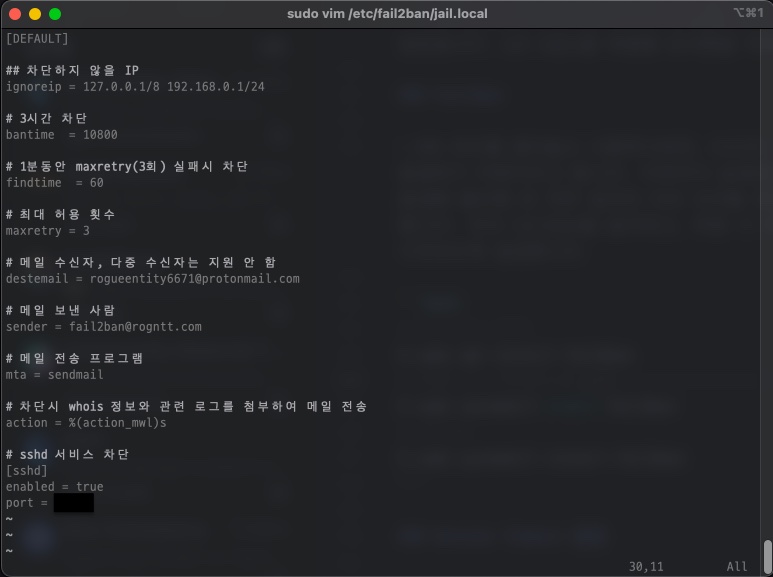 sudo vim /etc/fail2ban/jail.local
⌥⌘1
[DEFAULT]
## 차단하지 않을 IP
ignoreip = 127.0.0.1/8 192.168.0.1/24
# 3시간 차단
bantime  = 10800
# 1분동안 maxretry(3회) 실패시 차단
findtime  = 60
# 최대 허용 횟수
maxretry = 3
# 메일 수신자, 다중 수신자는 지원 안 함
destemail = rogueentity6671@protonmail.com
# 메일 보낸 사람
sender = fail2ban@rogntt.com
# 메일 전송 프로그램
mta = sendmail
# 차단시 whois 정보와 관련 로그를 첨부하여 메일 전송
action = %(action_mwl)s
# sshd 서비스 차단
[sshd]
enabled = true
port =
~
~
~
30,11 All